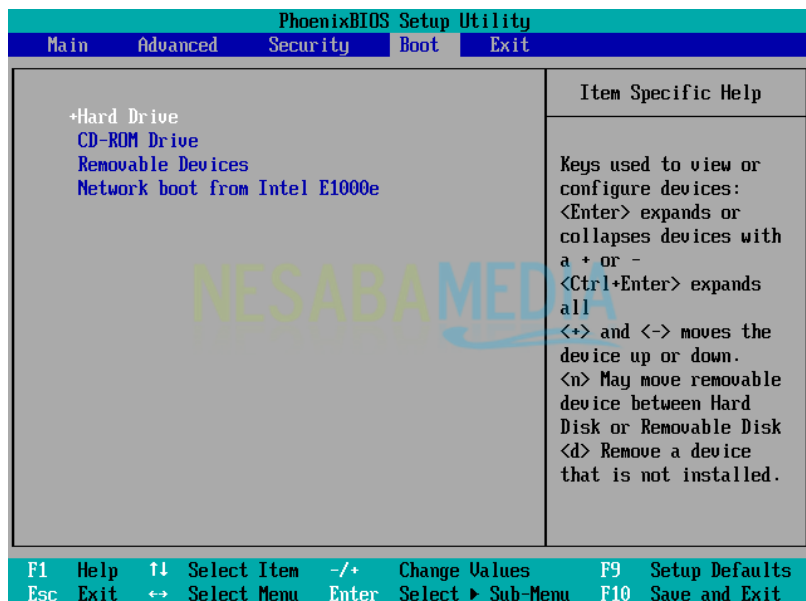 PhoenixBIOS Setup Utility
Main Advanced Security Boot Exit
Item Specific Help
+Hard Drive
CD-ROM Drive
Removable Devices
Network boot from Intel E1000e
Keys used to view or
configure devices:
<Enter> expands or
collapses devices with
a + or -
<Ctrl+Enter> expands
all
<+> and <-> moves the
device up or down.
<n> May move removable
device between Hard
Disk or Removable Disk
<d> Remove a device
that is not installed.
NESABAMEDIA
F1 Help ↑↓ Select Item -/+ Change Values F9 Setup Defaults
Esc Exit ↔ Select Menu Enter Select ▶ Sub-Menu F10 Save and Exit